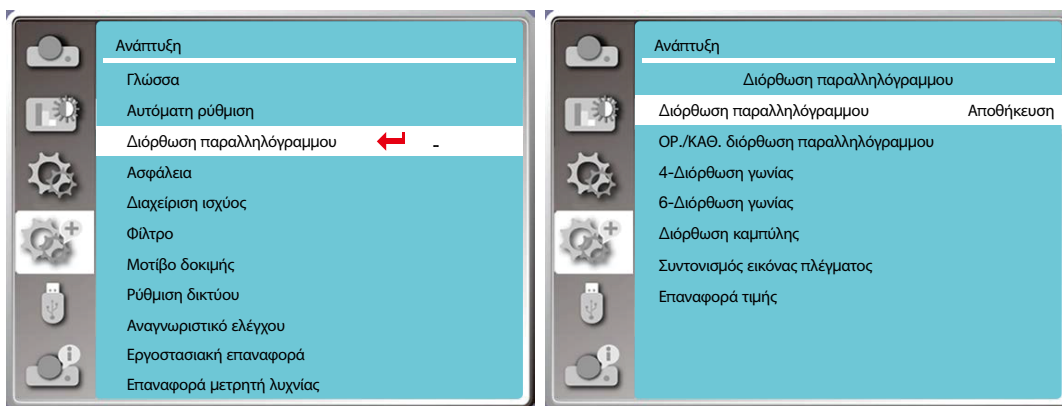 Ανάπτυξη
Γλώσσα
Αυτόματη ρύθμιση
Διόρθωση παραλληλόγραμμου -
Ασφάλεια
Διαχείριση ισχύος
Φίλτρο
Μοτίβο δοκιμής
Ρύθμιση δικτύου
Αναγνωριστικό ελέγχου
Εργοστασιακή επαναφορά
Επαναφορά μετρητή λυχνίας
Ανάπτυξη
Διόρθωση παραλληλόγραμμου
Διόρθωση παραλληλόγραμμου Αποθήκευση
ΟΡ./ΚΑΘ. διόρθωση παραλληλόγραμμου
4-Διόρθωση γωνίας
6-Διόρθωση γωνίας
Διόρθωση καμπύλης
Συντονισμός εικόνας πλέγματος
Επαναφορά τιμής